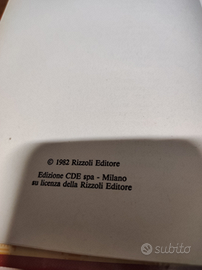 © 1982 Rizzoli Editore
Edizione CDE spa - Milano
su licenza della Rizzoli Editore
subito